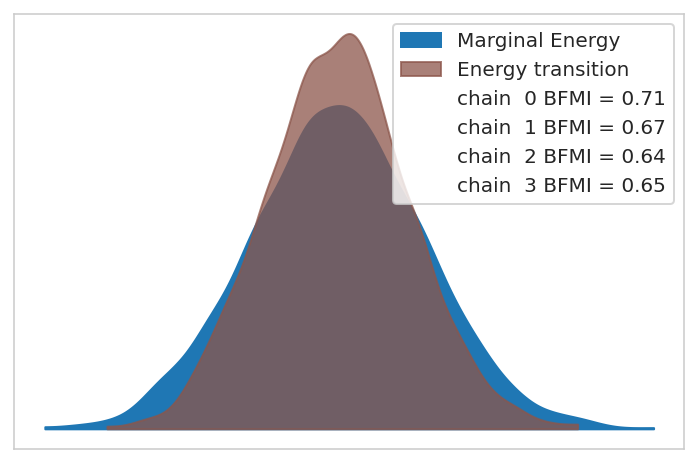 Marginal Energy
Energy transition
chain  0 BFMI = 0.71
chain  1 BFMI = 0.67
chain  2 BFMI = 0.64
chain  3 BFMI = 0.65